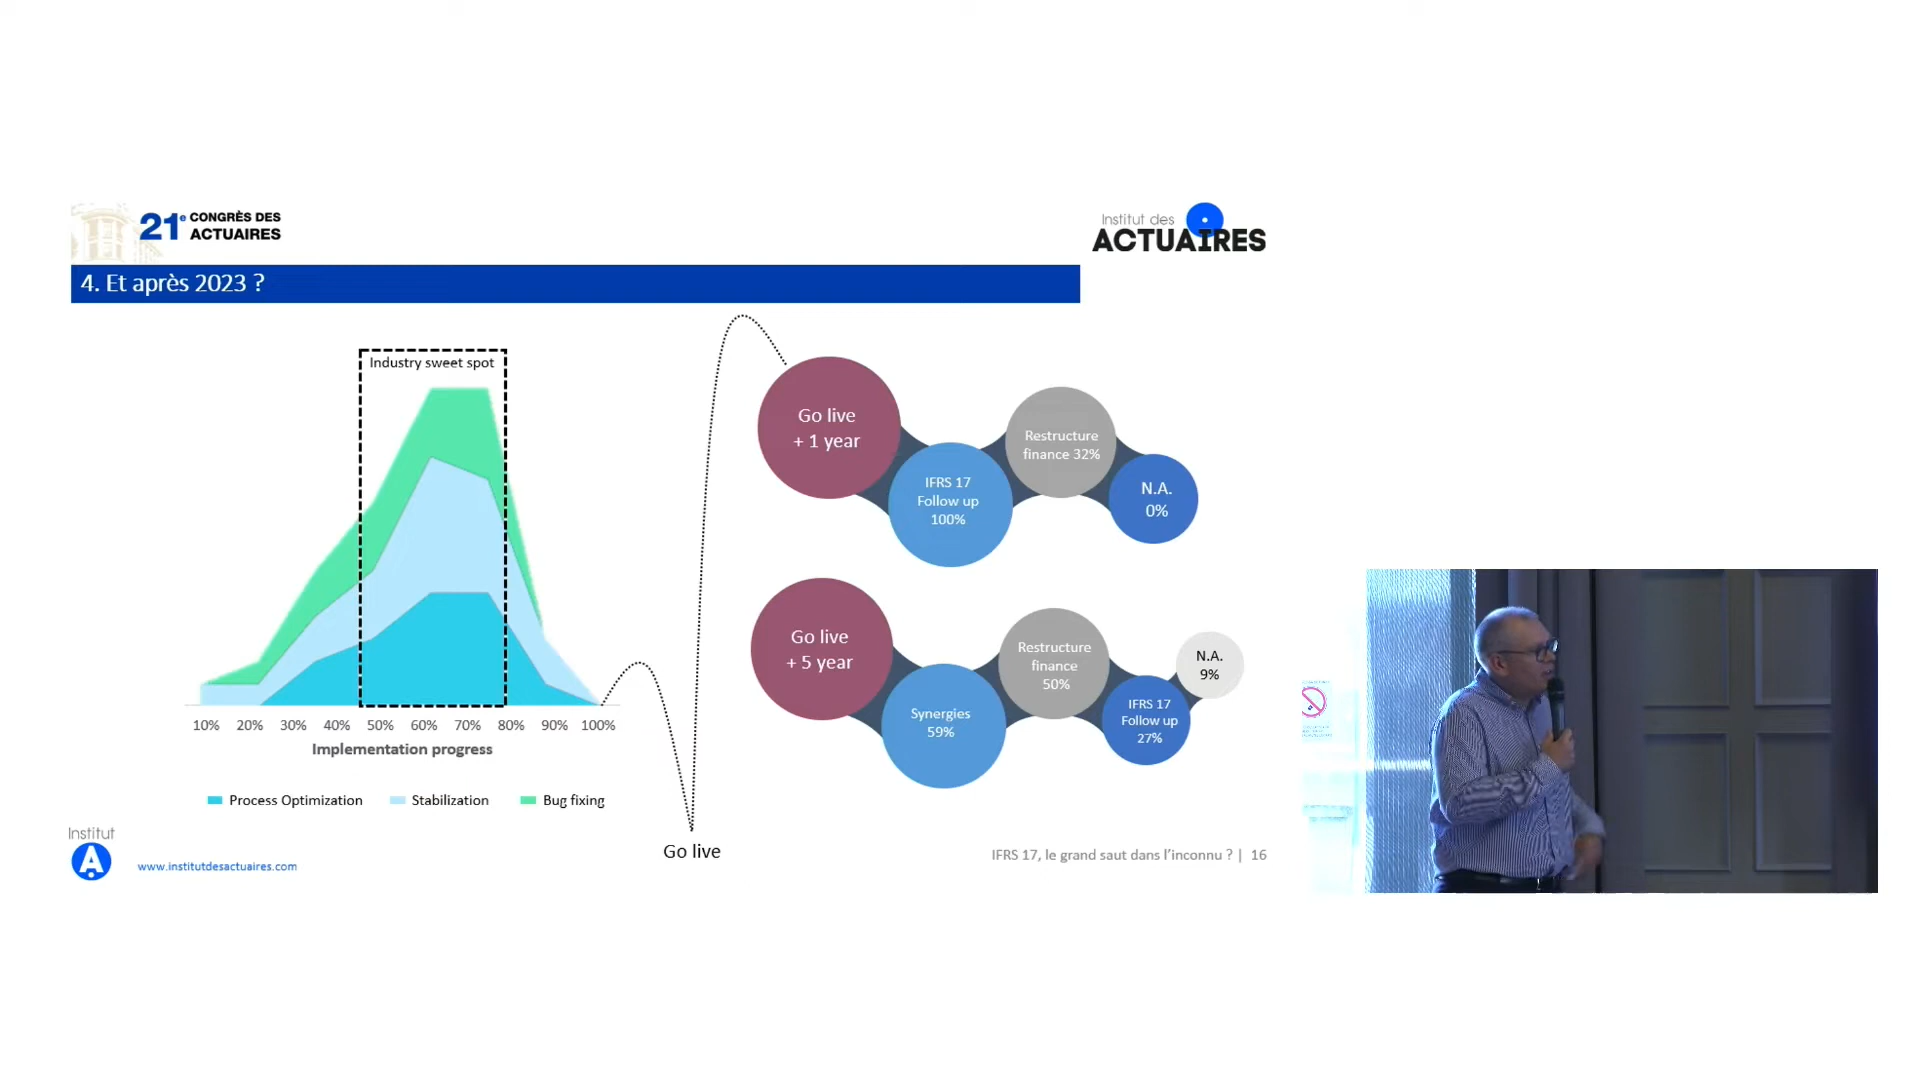 21e CONGRÈS DES
ACTUAIRES
Institut des
ACTUAIRES
4. Et après 2023 ?
Industry sweet spot
10% 20% 30% 40% 50% 60% 70% 80% 90% 100%
Implementation progress
Process Optimization
Stabilization
Bug fixing
Go live
Go live
+ 1 year
IFRS 17
Follow up
100%
Restructure
finance 32%
N.A.
0%
Go live
+ 5 year
Synergies
59%
Restructure
finance
50%
IFRS 17
Follow up
27%
N.A.
9%
Institut
A
www.institutdesactuaires.com
IFRS 17, le grand saut dans l'inconnu ? | 16